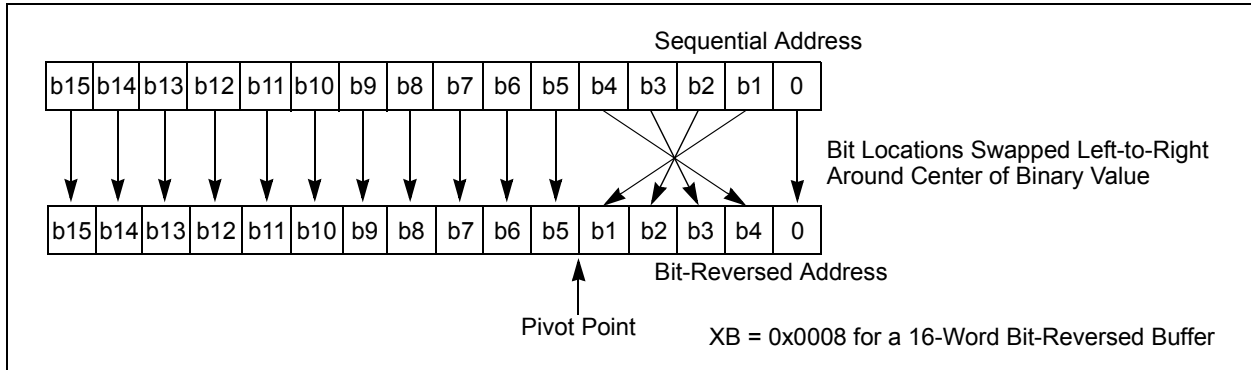 Sequential Address
b15 b14 b13 b12 b11 b10 b9 b8 b7 b6 b5 b4 b3 b2 b1 0
Bit Locations Swapped Left-to-Right
Around Center of Binary Value
b15 b14 b13 b12 b11 b10 b9 b8 b7 b6 b5 b1 b2 b3 b4 0
Bit-Reversed Address
Pivot Point
XB = 0x0008 for a 16-Word Bit-Reversed Buffer